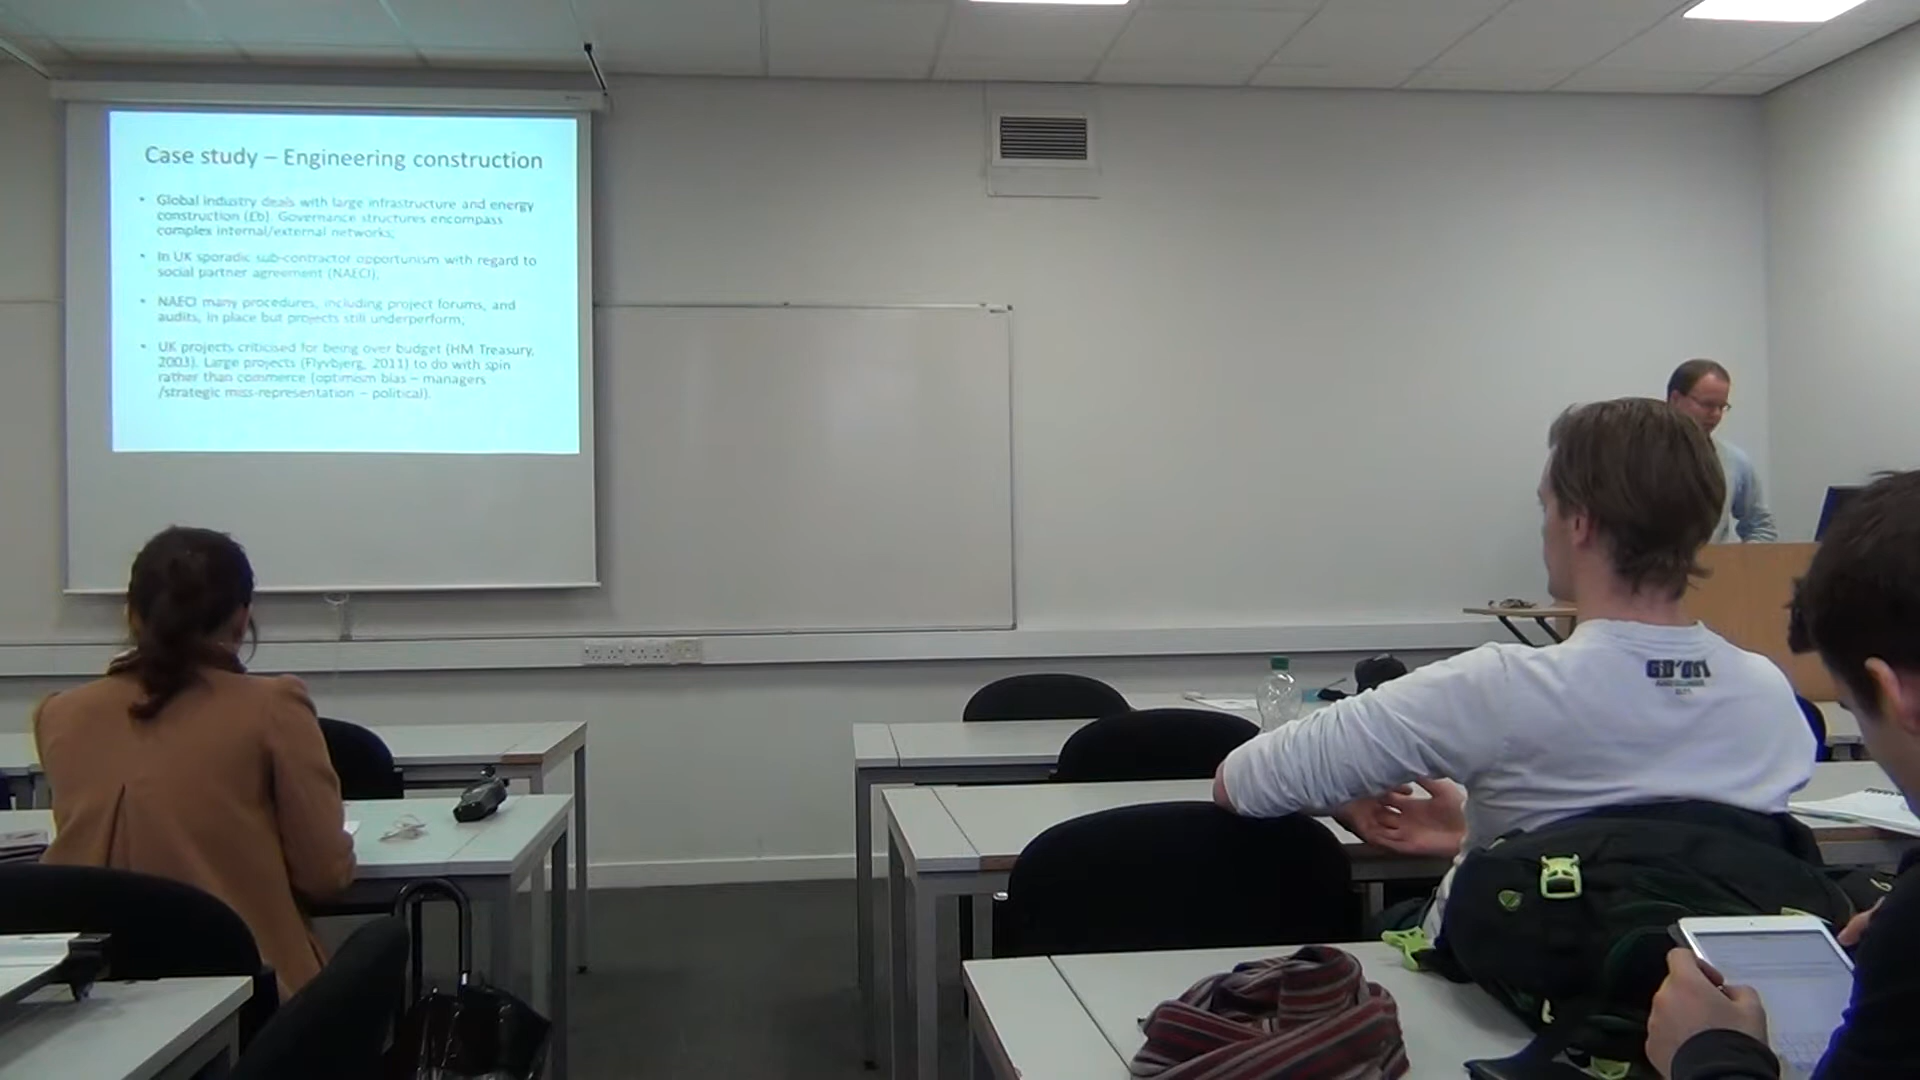 Case study – Engineering construction
• Global industry deals with large infrastructure and energy
construction (£b). Governance structures encompass
complex internal/external networks;
• In UK sporadic sub-contractor opportunism with regard to
social partner agreement (NAECI);
• NAECI many procedures, including project forums, and
audits, in place but projects still underperform;
• UK projects criticised for being over budget (HM Treasury,
2003). Large projects (Flyvbjerg, 2011) to do with spin
rather than commerce (optimism bias – managers
/strategic miss-representation – political).